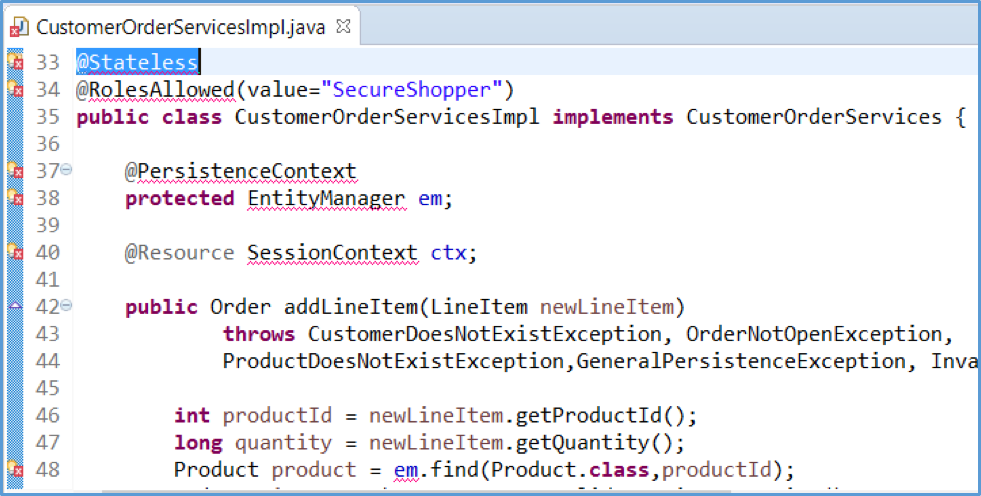 CustomerOrderServicesImpl.java
33 @Stateless
34 @RolesAllowed(value="SecureShopper")
35 public class CustomerOrderServicesImpl implements CustomerOrderServices {
36
37 @PersistenceContext
38 protected EntityManager em;
39
40 @Resource SessionContext ctx;
41
42 public Order addLineItem(LineItem newLineItem)
43 throws CustomerDoesNotExistException, OrderNotOpenException,
44 ProductDoesNotExistException,GeneralPersistenceException, Inva
45
46 int productId = newLineItem.getProductId();
47 long quantity = newLineItem.getQuantity();
48 Product product = em.find(Product.class,productId);